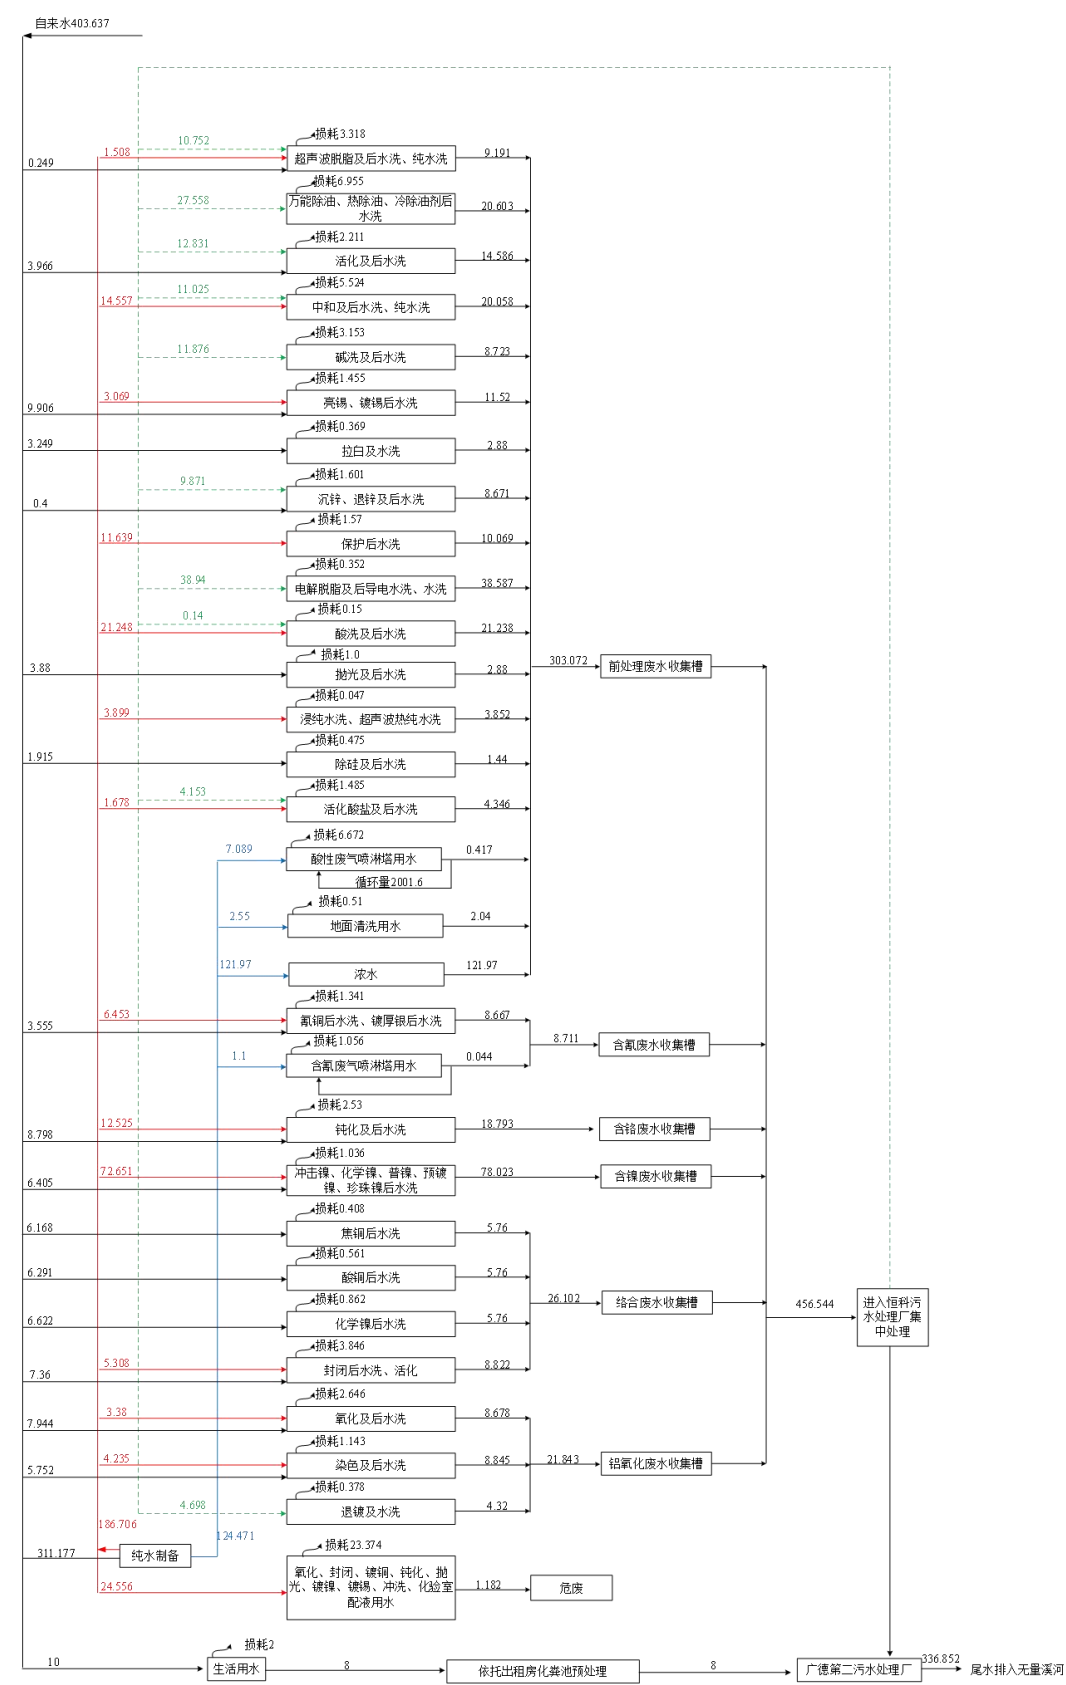 自来水403.637
损耗3.318
10.752
1.508
超声波脱脂及后水洗、纯水洗
9.191
0.249
损耗6.955
27.558
万能除油、热除油、冷除油剂后
水洗
20.603
损耗2.211
12.831
活化及后水洗
14.586
3.966
损耗5.524
11.025
14.557
中和及后水洗、纯水洗
20.058
损耗3.153
11.876
碱洗及后水洗
8.723
损耗1.455
3.069
亮锡、镀锡后水洗
11.52
9.906
损耗0.369
3.249
拉白及水洗
2.88
损耗1.601
9.871
沉锌、退锌及后水洗
8.671
0.4
损耗1.57
11.639
保护后水洗
10.069
损耗0.352
38.94
电解脱脂及后导电水洗、水洗
38.587
损耗0.15
0.14
21.248
酸洗及后水洗
21.238
损耗1.0
3.88
抛光及后水洗
2.88
303.072
前处理废水收集槽
损耗0.047
3.899
浸纯水洗、超声波热纯水洗
3.852
损耗0.475
1.915
除硅及后水洗
1.44
损耗1.485
4.153
1.678
活化酸盐及后水洗
4.346
损耗6.672
7.089
酸性废气喷淋塔用水
0.417
循环量2001.6
损耗0.51
2.55
地面清洗用水
2.04
121.97
浓水
121.97
损耗1.341
6.453
氰铜后水洗、镀厚银后水洗
8.667
3.555
损耗1.056
1.1
含氰废气喷淋塔用水
0.044
8.711
含氰废水收集槽
损耗2.53
12.525
钝化及后水洗
18.793
含铬废水收集槽
8.798
损耗1.036
72.651
冲击镍、化学镍、普镍、预镀
镍、珍珠镍后水洗
78.023
含镍废水收集槽
6.405
损耗0.408
6.168
焦铜后水洗
5.76
损耗0.561
6.291
酸铜后水洗
5.76
损耗0.862
6.622
化学镍后水洗
5.76
26.102
络合废水收集槽
456.544
进入恒科污
水处理厂集
中处理
损耗3.846
5.308
封闭后水洗、活化
8.822
7.36
损耗2.646
3.38
氧化及后水洗
8.678
7.944
损耗1.143
4.235
染色及后水洗
8.845
21.843
铝氧化废水收集槽
5.752
损耗0.378
4.698
退镀及水洗
4.32
186.706
124.471
311.177
纯水制备
损耗23.374
24.556
氧化、封闭、镀铜、钝化、抛
光、镀镍、镀锡、冲洗、化验室
配液用水
1.182
危废
损耗2
10
生活用水
8
依托出租房化粪池预处理
8
广德第二污水处理厂
336.852
尾水排入无量溪河